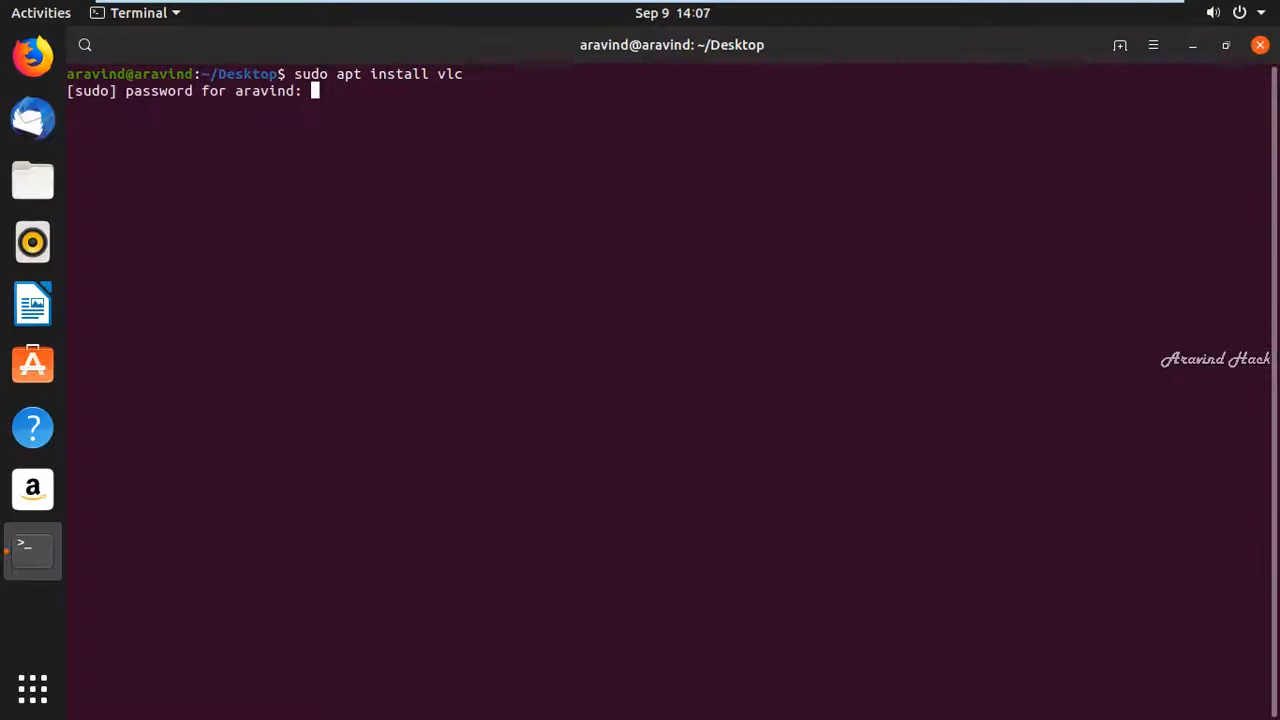 Activities Terminal Sep 9 14:07
aravind@aravind: ~/Desktop
aravind@aravind:~/Desktop$ sudo apt install vlc
[sudo] password for aravind:
Aravind Hack